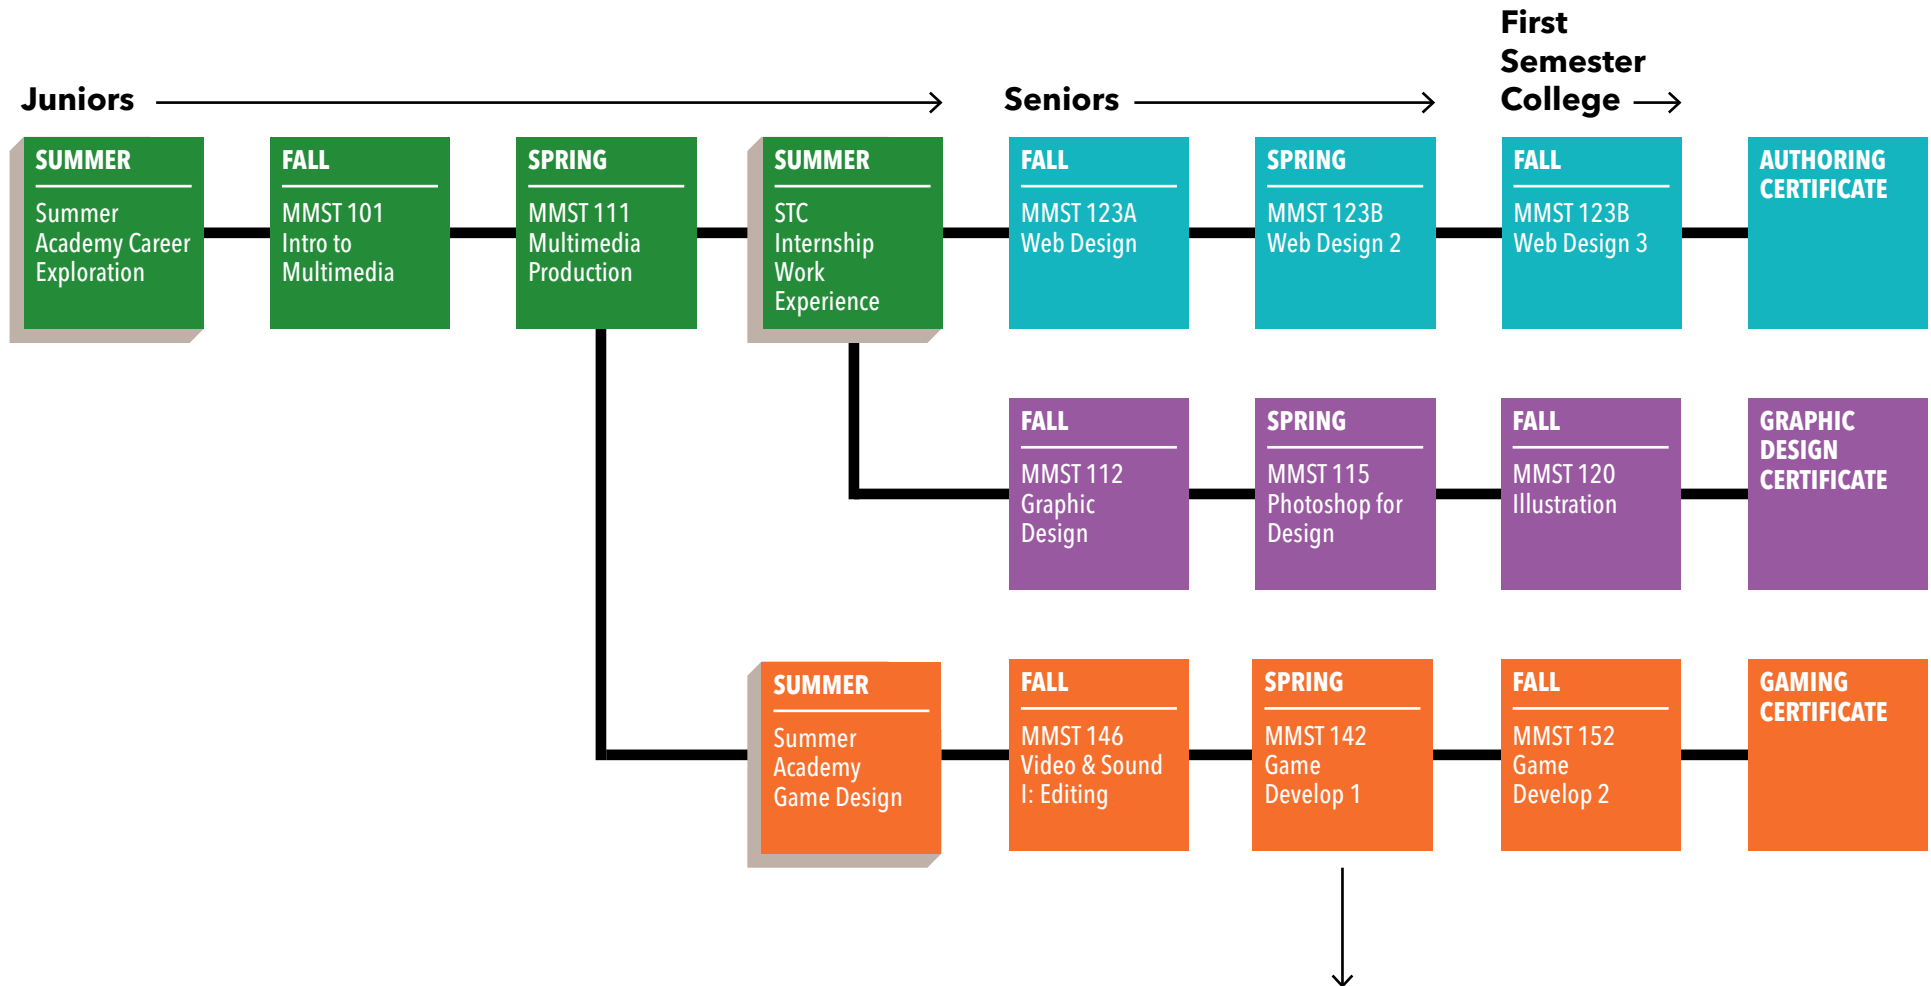 First
Semester
College
Juniors
Seniors
SUMMER
Summer
Academy Career
Exploration
FALL
MMST 101
Intro to
Multimedia
SPRING
MMST 111
Multimedia
Production
SUMMER
STC
Internship
Work
Experience
FALL
MMST 123A
Web Design
SPRING
MMST 123B
Web Design 2
FALL
MMST 123B
Web Design 3
AUTHORING
CERTIFICATE
FALL
MMST 112
Graphic
Design
SPRING
MMST 115
Photoshop for
Design
FALL
MMST 120
Illustration
GRAPHIC
DESIGN
CERTIFICATE
SUMMER
Summer
Academy
Game Design
FALL
MMST 146
Video & Sound
I: Editing
SPRING
MMST 142
Game
Develop 1
FALL
MMST 152
Game
Develop 2
GAMING
CERTIFICATE